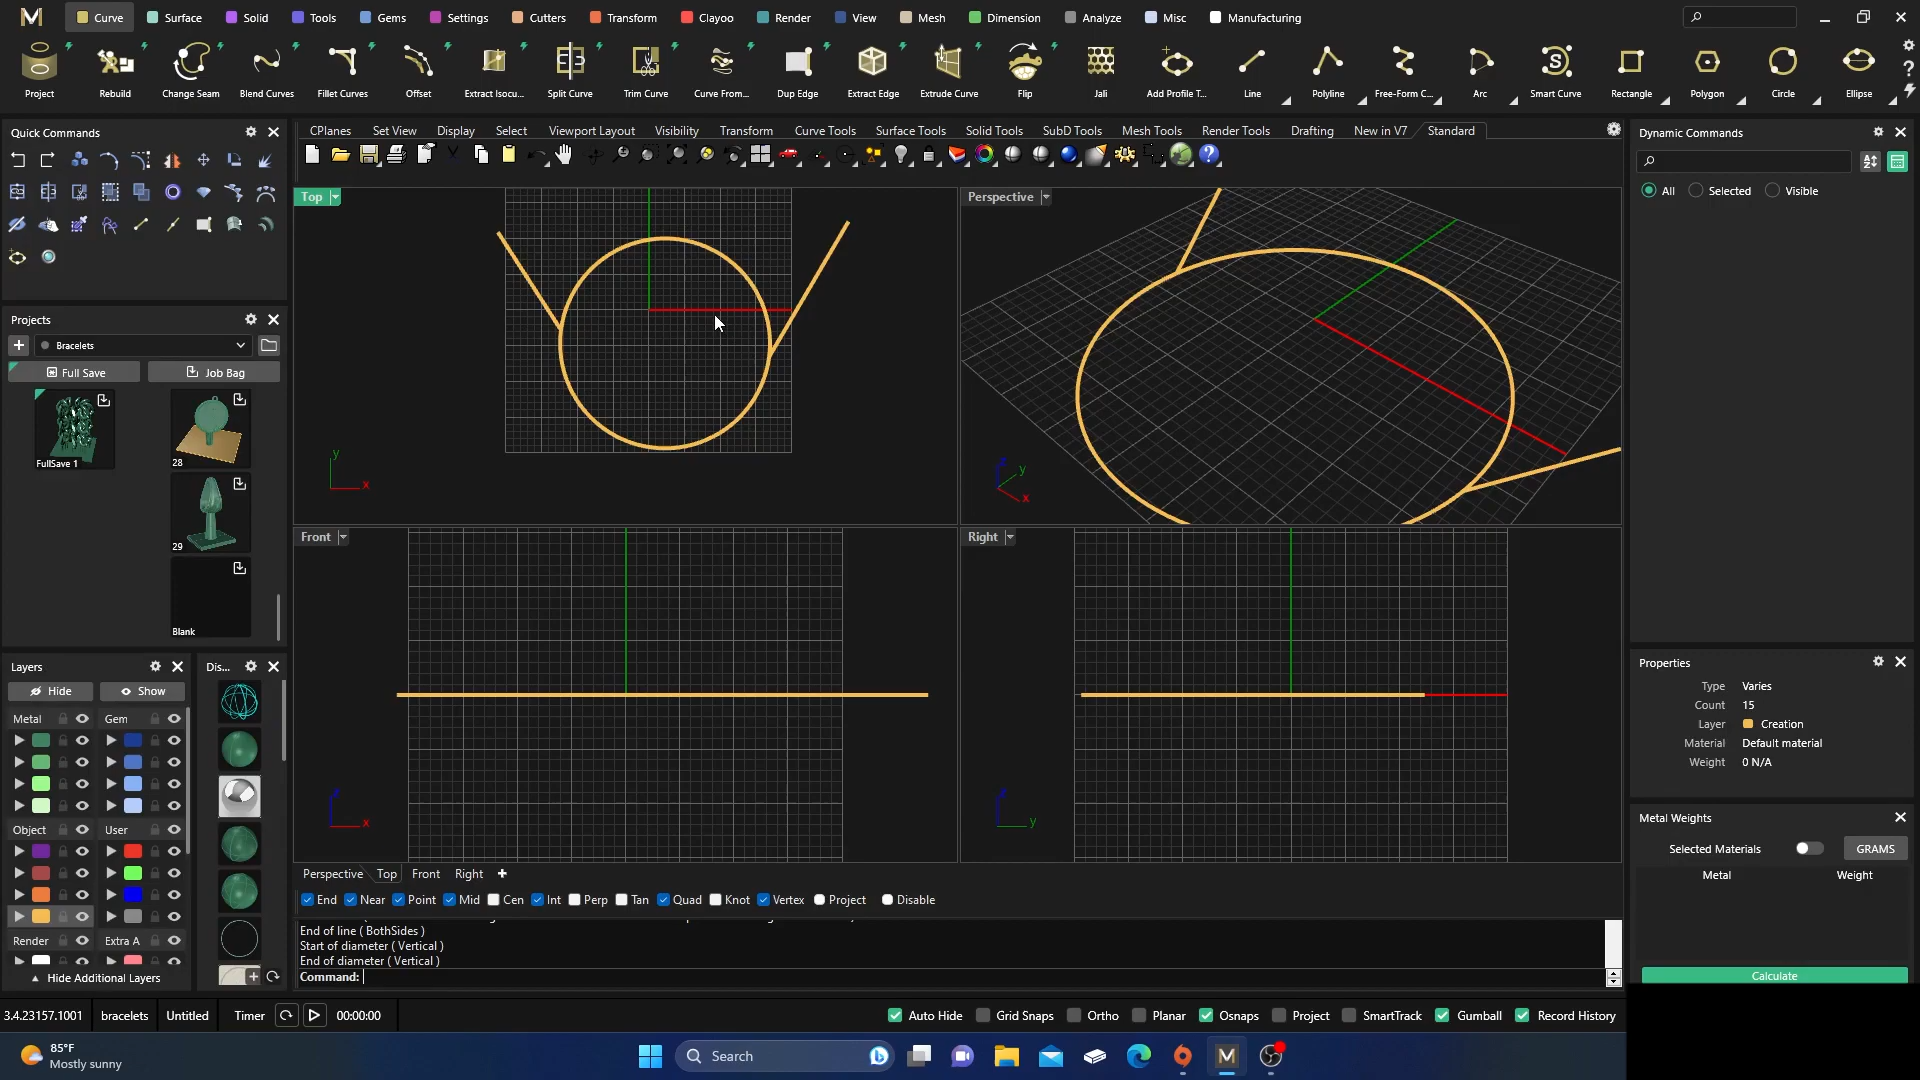 Curve Surface Solid Tools Gems Settings Cutters Transform Clayoo Render View Mesh Dimension Analyze Misc Manufacturing
Project Rebuild Change Seam Blend Curves Fillet Curves Offset Extract Isocu... Split Curve Trim Curve Curve From... Dup Edge Extract Edge Extrude Curve Flip Jali Add Profile T... Line Polyline Free-Form C... Arc Smart Curve Rectangle Polygon Circle Ellipse
Quick Commands
CPlanes Set View Display Select Viewport Layout Visibility Transform Curve Tools Surface Tools Solid Tools SubD Tools Mesh Tools Render Tools Drafting New in V7 Standard
Dynamic Commands
All Selected Visible
Top
Perspective
y
x
z
y
x
Projects
Bracelets
Full Save Job Bag
FullSave 1
28
29
Blank
Front
Right
z
x
z
y
Layers
Dis...
Hide Show
Metal Gem
Object User
Render Extra A
Hide Additional Layers
Properties
Type Varies
Count 15
Layer Creation
Material Default material
Weight 0 N/A
Metal Weights
Selected Materials GRAMS
Metal Weight
Calculate
Perspective Top Front Right
End Near Point Mid Cen Int Perp Tan Quad Knot Vertex Project Disable
End of line ( BothSides )
Start of diameter ( Vertical )
End of diameter ( Vertical )
Command:
3.4.23157.1001 bracelets Untitled Timer 00:00:00 Auto Hide Grid Snaps Ortho Planar Osnaps Project SmartTrack Gumball Record History
85°F
Mostly sunny
Search